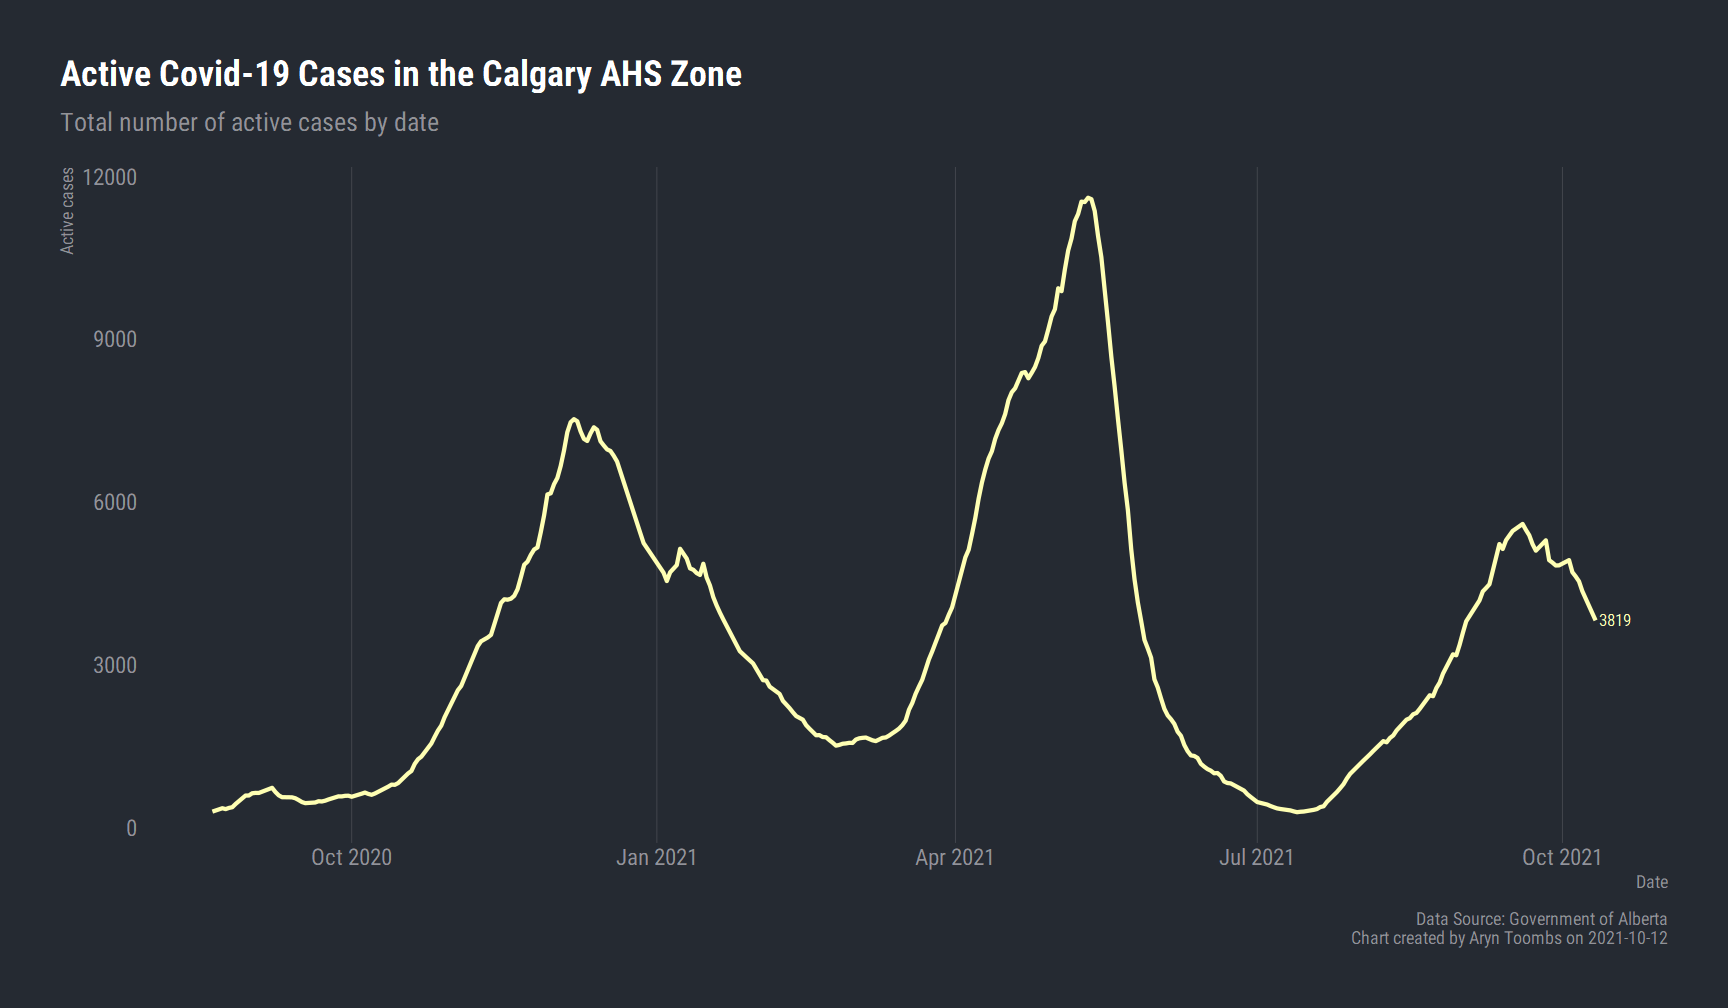 Active Covid-19 Cases in the Calgary AHS Zone
Total number of active cases by date
Active cases
12000
9000
6000
3000
0
3819
Oct 2020
Jan 2021
Apr 2021
Jul 2021
Oct 2021
Date
Data Source: Government of Alberta
Chart created by Aryn Toombs on 2021-10-12